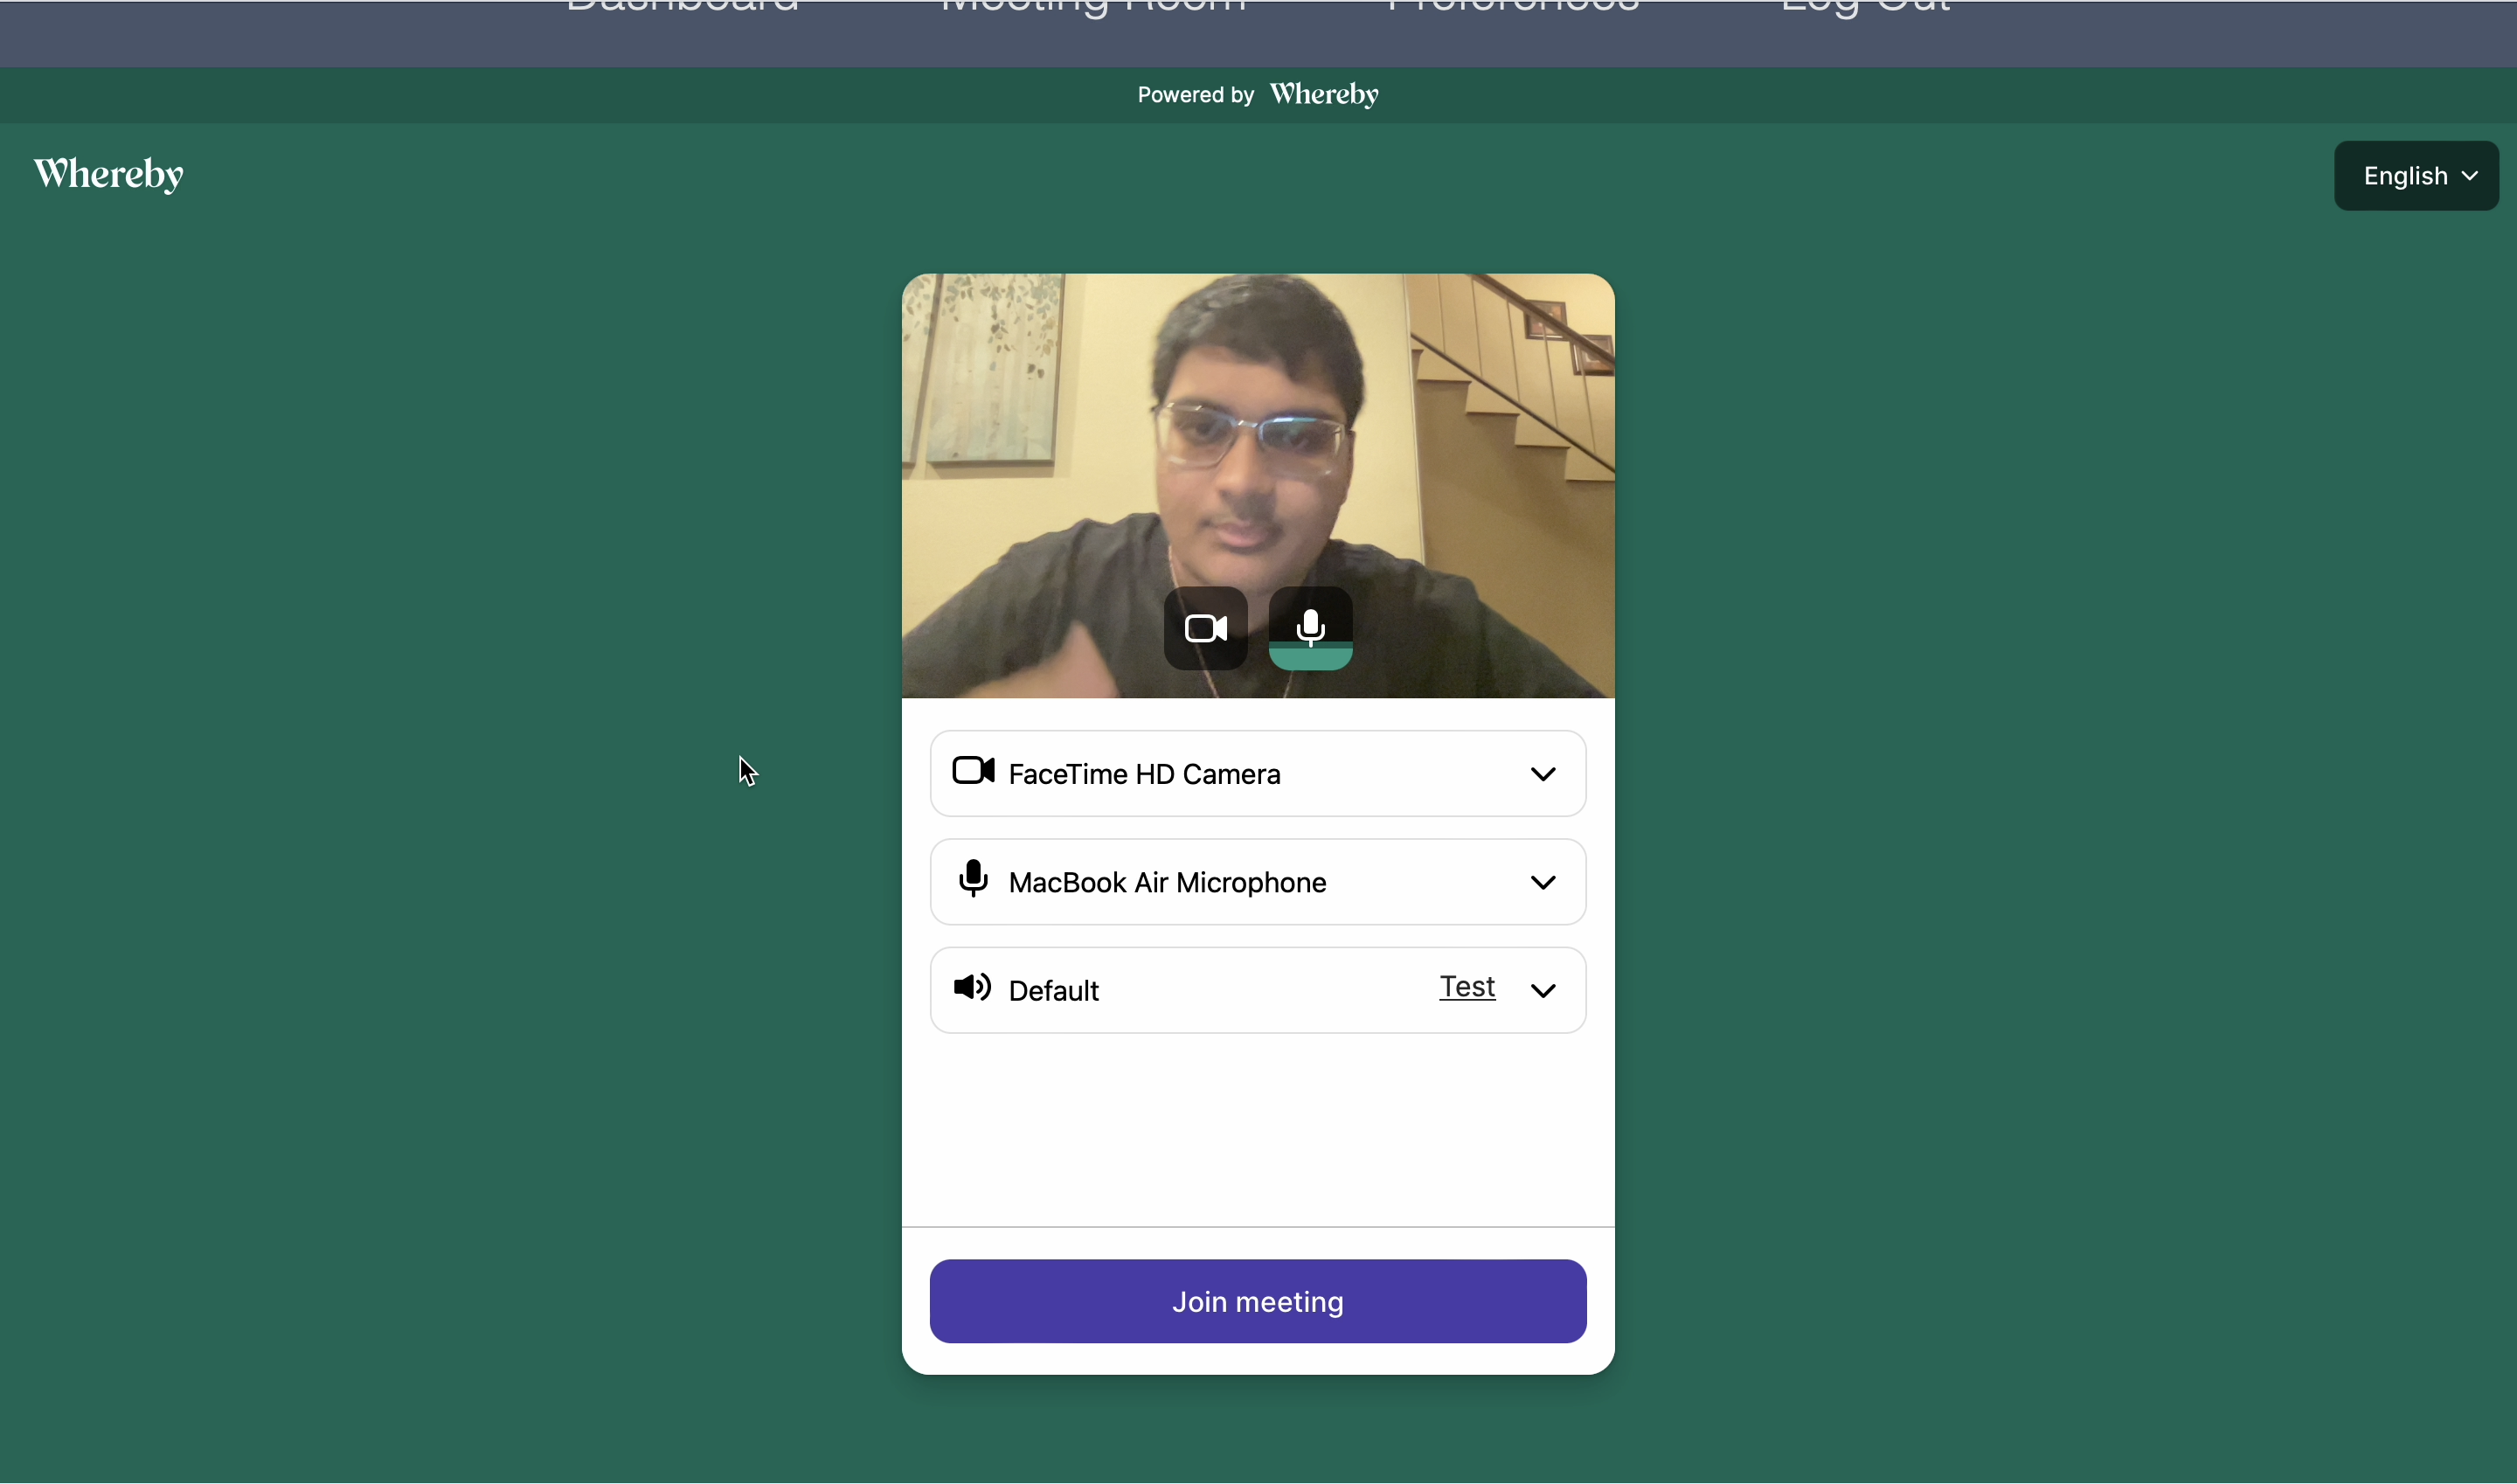 Dashboard Meeting Room Preferences Log Out
Powered by Whereby
Whereby
English
FaceTime HD Camera
MacBook Air Microphone
Default Test
Join meeting